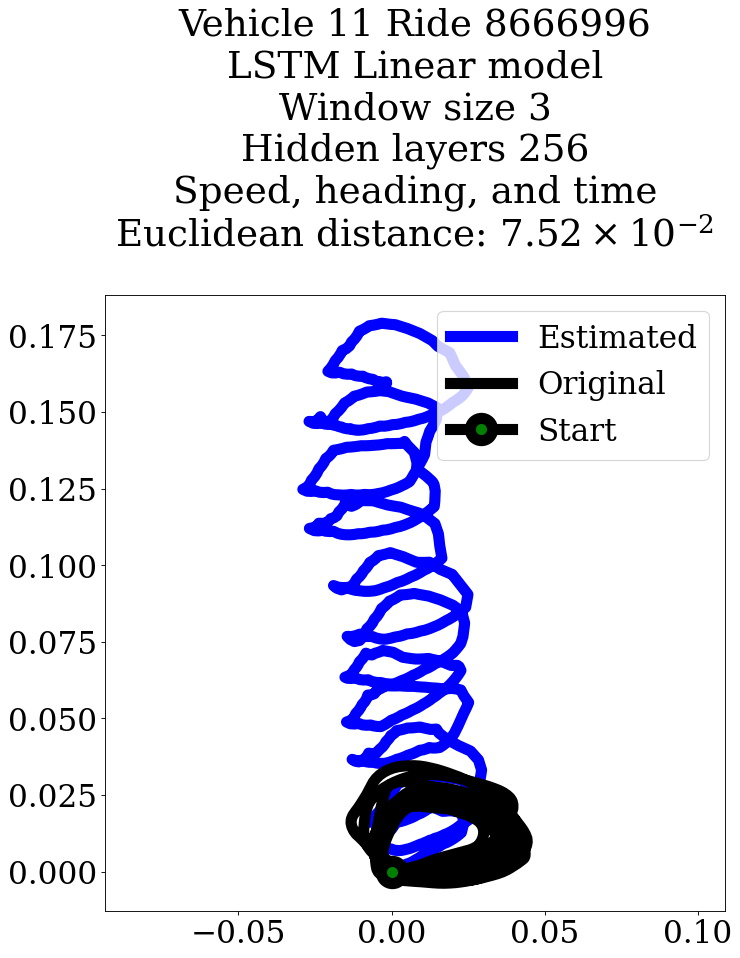 Vehicle 11 Ride 8666996
LSTM Linear model
Window size 3
Hidden layers 256
Speed, heading, and time
Euclidean distance: 7.52 × 10⁻²
Estimated
Original
Start
0.175
0.150
0.125
0.100
0.075
0.050
0.025
0.000
−0.05 0.00 0.05 0.10